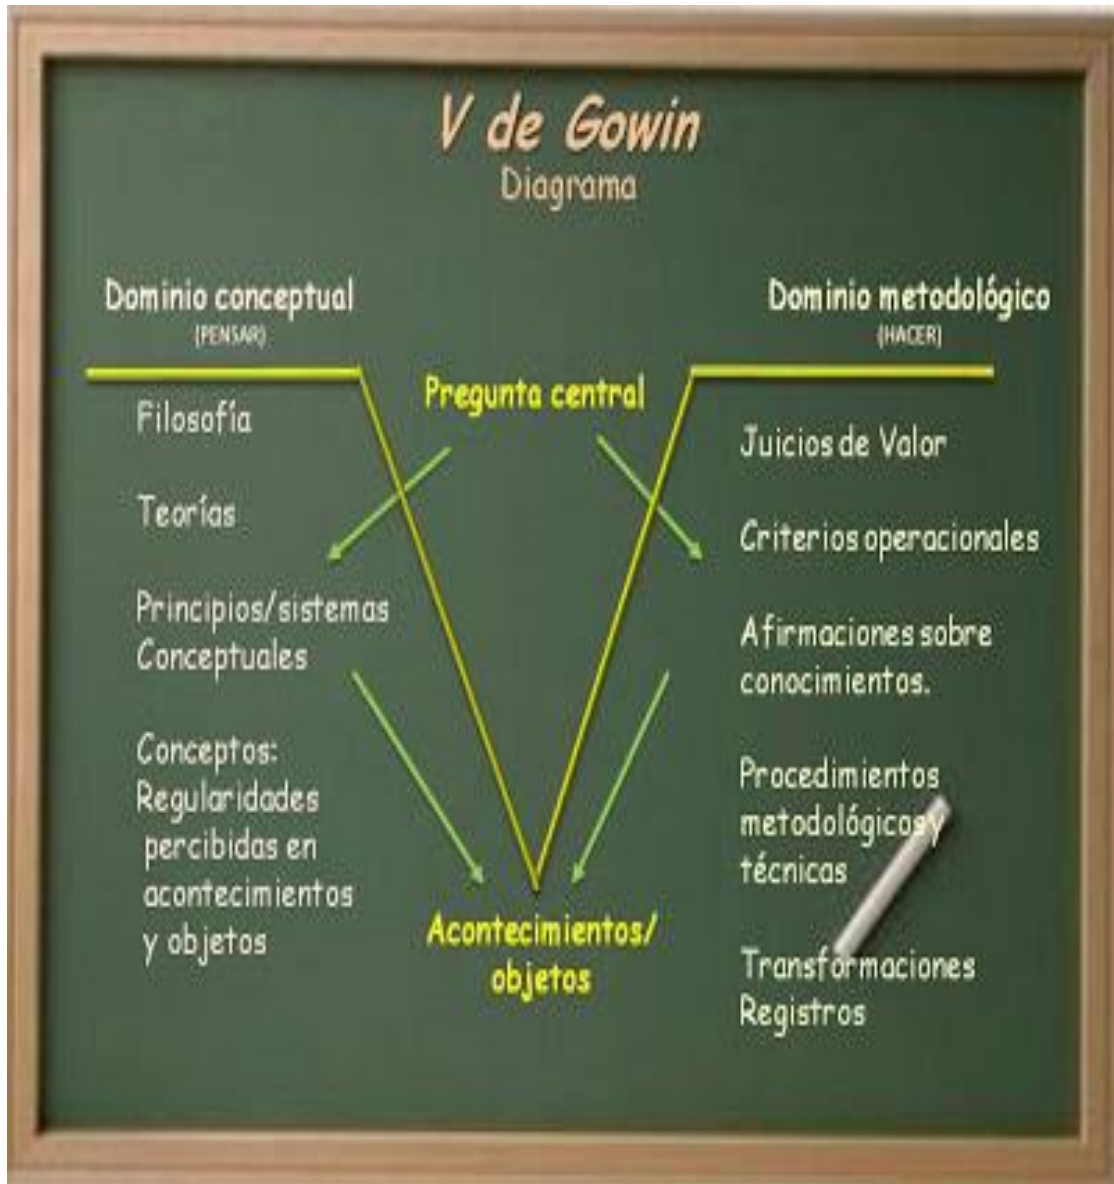 V de Gowin
Diagrama
Dominio conceptual
(PENSAR)
Filosofía
Teorías
Principios/sistemas
Conceptuales
Conceptos:
Regularidades
percibidas en
acontecimientos
y objetos
Pregunta central
Acontecimientos/
objetos
Dominio metodológico
(HACER)
Juicios de Valor
Criterios operacionales
Afirmaciones sobre
conocimientos.
Procedimientos
metodológicos y
técnicas
Transformaciones
Registros